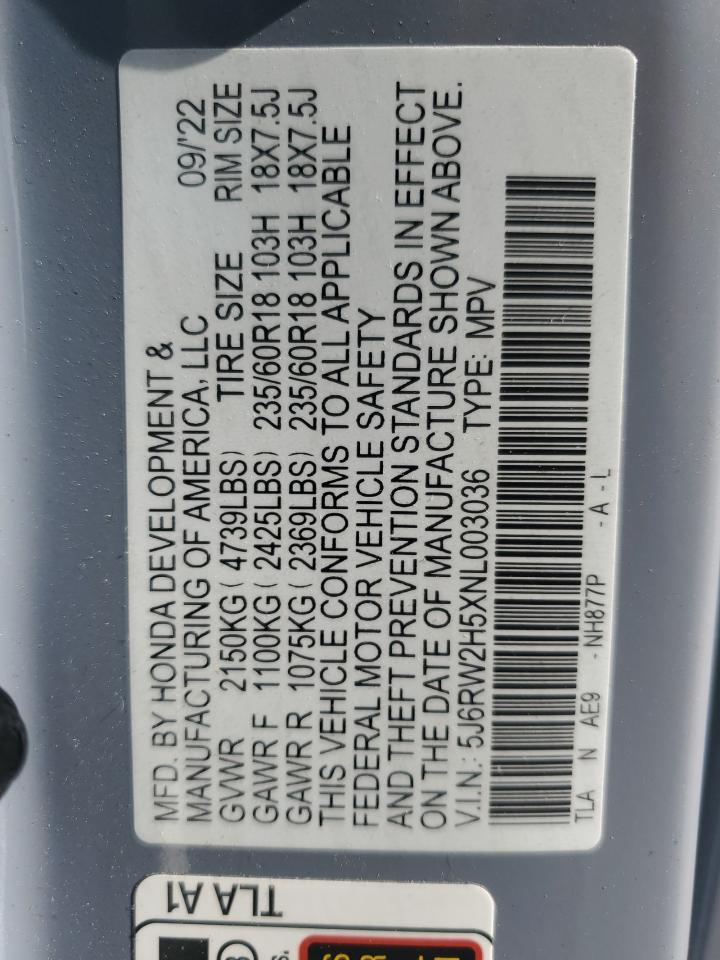 MFD. BY HONDA DEVELOPMENT &
MANUFACTURING OF AMERICA, LLC 09/'22
GVWR 2150KG ( 4739LBS) TIRE SIZE RIM SIZE
GAWR F 1100KG ( 2425LBS) 235/60R18 103H 18X7.5J
GAWR R 1075KG ( 2369LBS) 235/60R18 103H 18X7.5J
THIS VEHICLE CONFORMS TO ALL APPLICABLE
FEDERAL MOTOR VEHICLE SAFETY
AND THEFT PREVENTION STANDARDS IN EFFECT
ON THE DATE OF MANUFACTURE SHOWN ABOVE.
V.I.N.: 5J6RW2H5XNL003036 TYPE: MPV
TLA N AE9 - NH877P - A - L
TLA A1